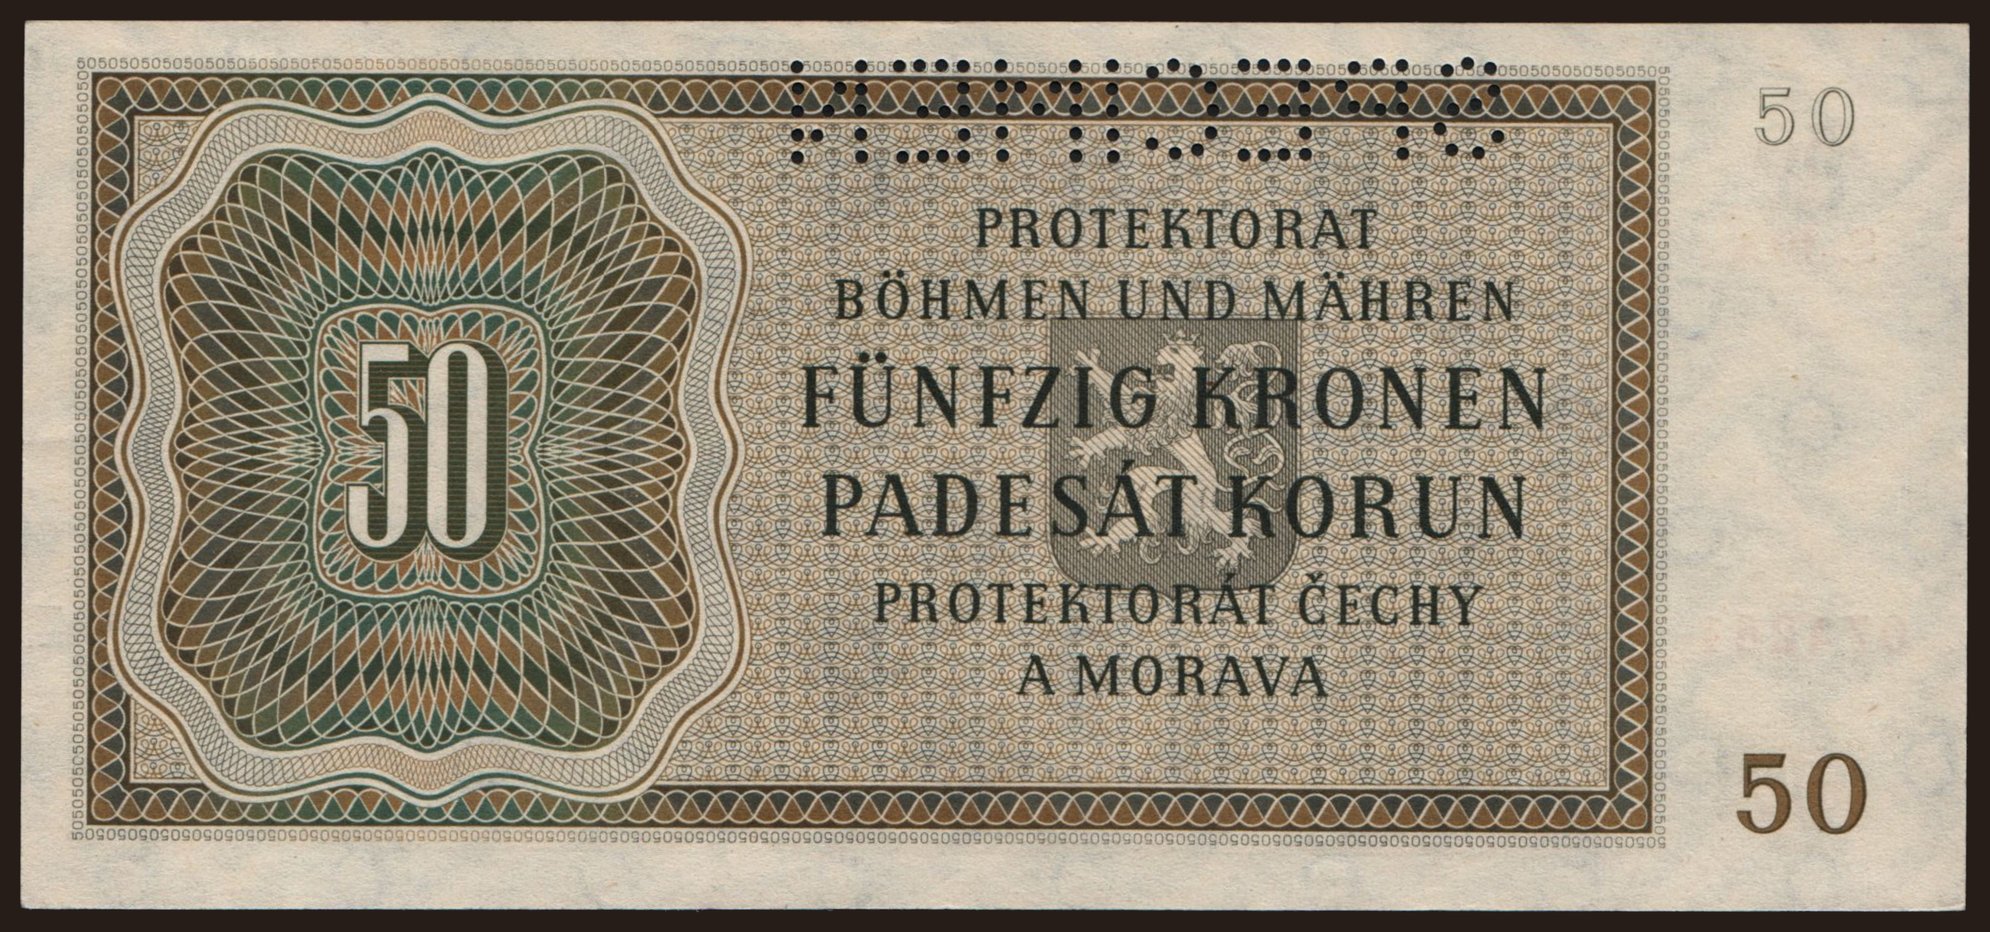 50
PROTEKTORAT
BÖHMEN UND MÄHREN
FÜNFZIG KRONEN
PADESÁT KORUN
PROTEKTORÁT ČECHY
A MORAVA
50
50